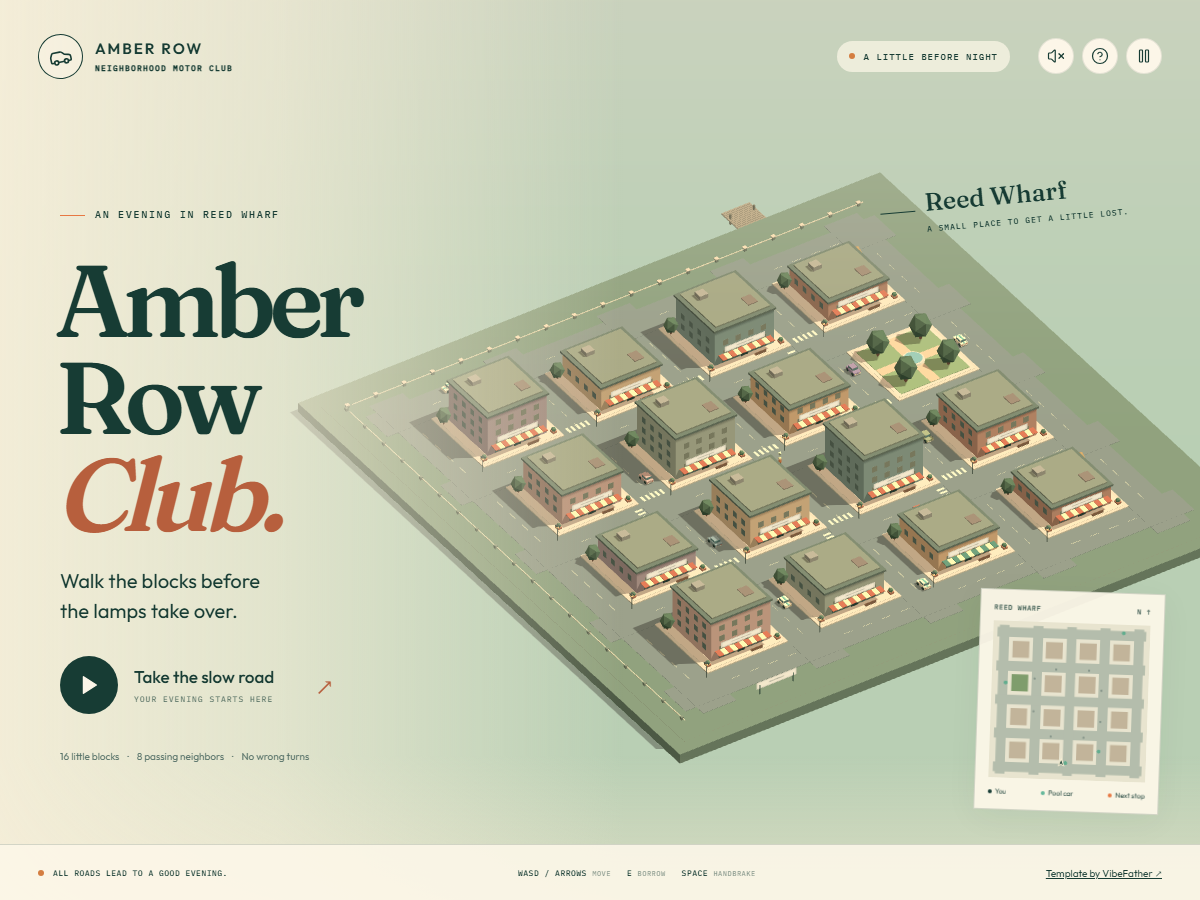 AMBER ROW
NEIGHBORHOOD MOTOR CLUB
A LITTLE BEFORE NIGHT
AN EVENING IN REED WHARF
Amber
Row
Club.
Walk the blocks before
the lamps take over.
Take the slow road
YOUR EVENING STARTS HERE
↗
16 little blocks · 8 passing neighbors · No wrong turns
Reed Wharf
A SMALL PLACE TO GET A LITTLE LOST.
REED WHARF
N ↑
You
Pool car
Next stop
ALL ROADS LEAD TO A GOOD EVENING.
WASD / ARROWS MOVE E BORROW SPACE HANDBRAKE
Template by VibeFather ↗